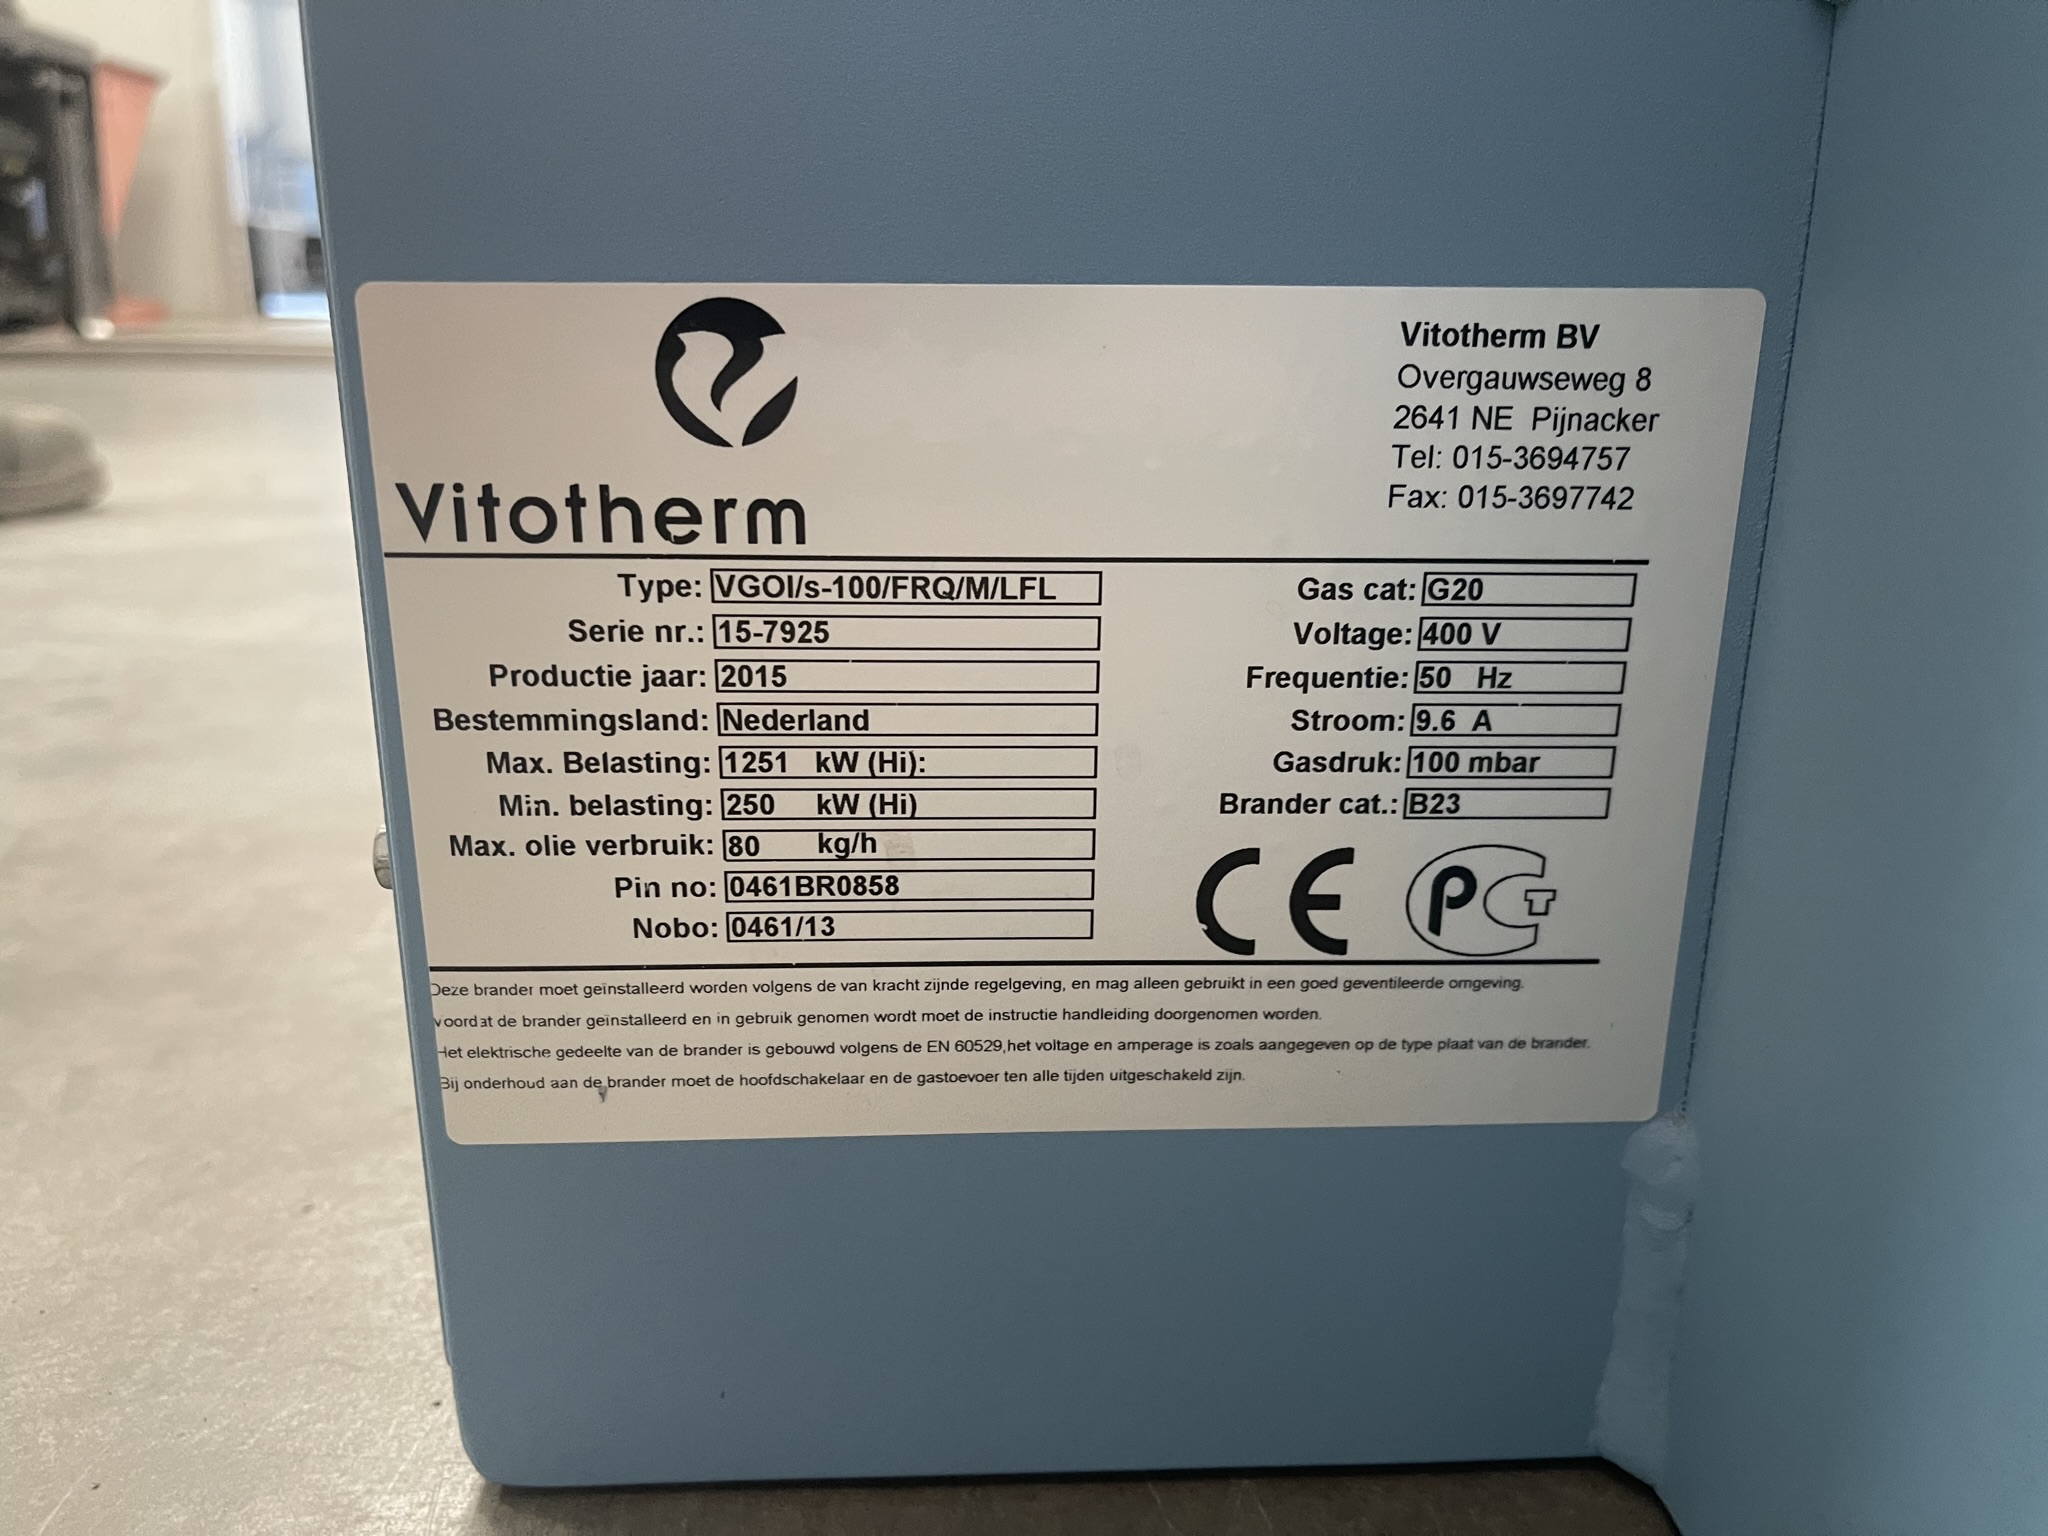 Vitotherm
Vitotherm BV
Overgauwseweg 8
2641 NE Pijnacker
Tel: 015-3694757
Fax: 015-3697742
Type: VGOI/s-100/FRQ/M/LFL
Serie nr.: 15-7925
Productie jaar: 2015
Bestemmingsland: Nederland
Max. Belasting: 1251 kW (Hi):
Min. belasting: 250 kW (Hi)
Max. olie verbruik: 80 kg/h
Pin no: 0461BR0858
Nobo: 0461/13
Gas cat: G20
Voltage: 400 V
Frequentie: 50 Hz
Stroom: 9.6 A
Gasdruk: 100 mbar
Brander cat.: B23
CE PCT
Deze brander moet geïnstalleerd worden volgens de van kracht zijnde regelgeving, en mag alleen gebruikt in een goed geventileerde omgeving.
voordat de brander geïnstalleerd en in gebruik genomen wordt moet de instructie handleiding doorgenomen worden.
Het elektrische gedeelte van de brander is gebouwd volgens de EN 60529,het voltage en amperage is zoals aangegeven op de type plaat van de brander.
Bij onderhoud aan de brander moet de hoofdschakelaar en de gastoevoer ten alle tijden uitgeschakeld zijn.